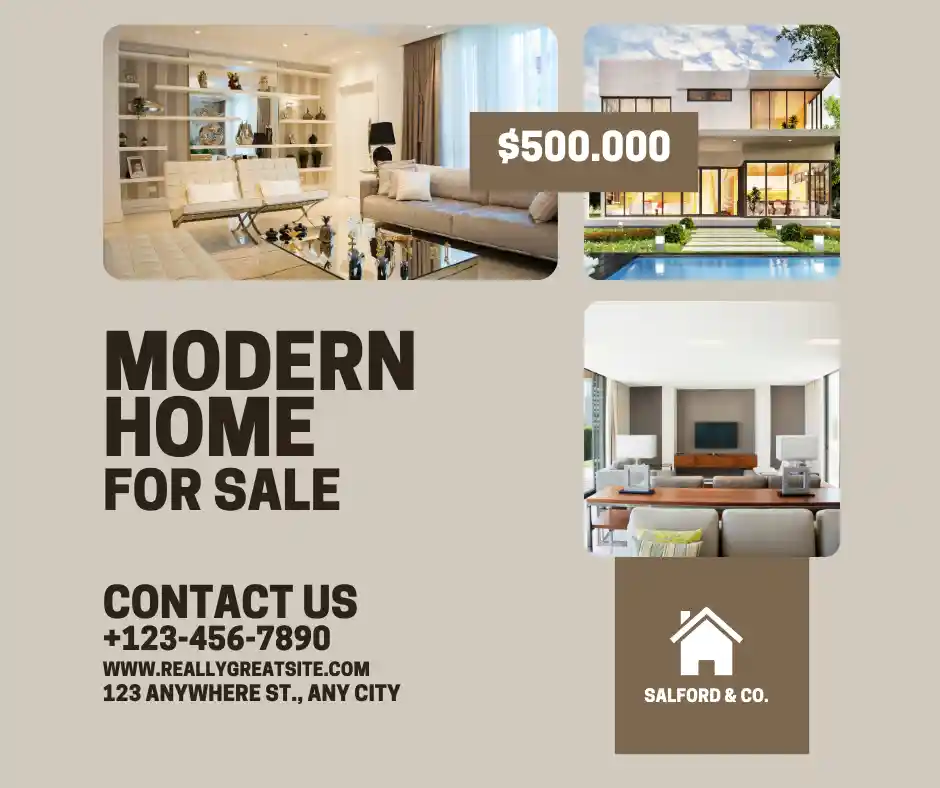 $500.000
MODERN
HOME
FOR SALE
CONTACT US
+123-456-7890
WWW.REALLYGREATSITE.COM
123 ANYWHERE ST., ANY CITY
SALFORD & CO.